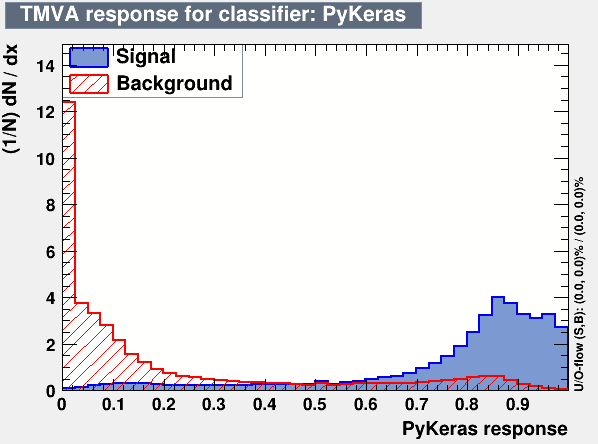 TMVA response for classifier: PyKeras
(1/N) dN / dx
Signal
Background
14
12
10
8
6
4
2
0
0 0.1 0.2 0.3 0.4 0.5 0.6 0.7 0.8 0.9
PyKeras response
U/O-flow (S,B): (0.0, 0.0)% / (0.0, 0.0)%